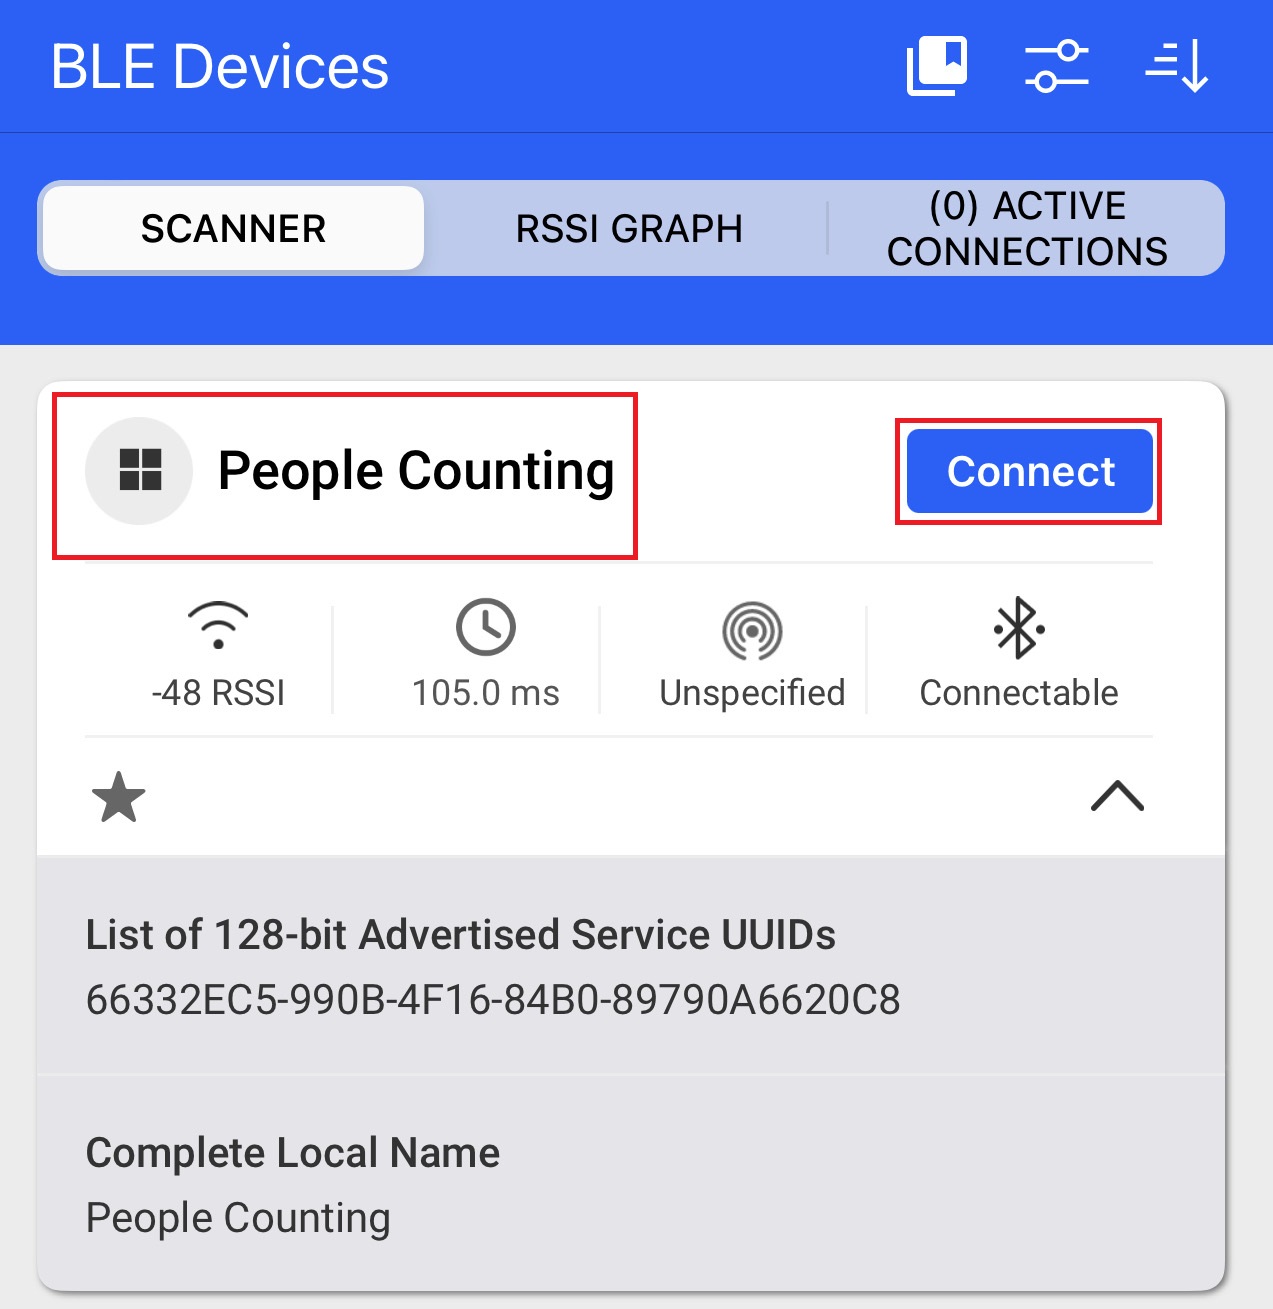 BLE Devices
SCANNER
RSSI GRAPH
(0) ACTIVE
CONNECTIONS
People Counting
Connect
-48 RSSI
105.0 ms
Unspecified
Connectable
List of 128-bit Advertised Service UUIDs
66332EC5-990B-4F16-84B0-89790A6620C8
Complete Local Name
People Counting